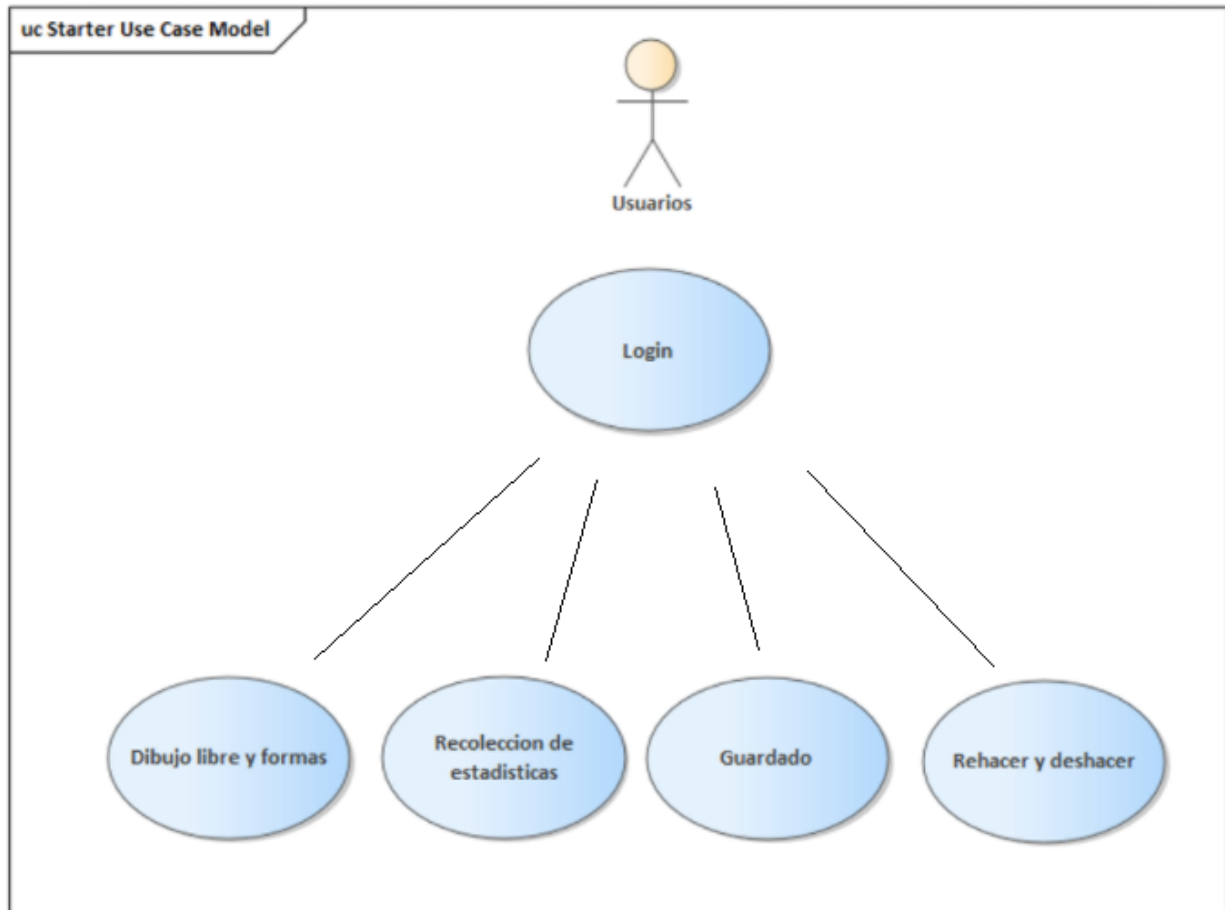 uc Starter Use Case Model
Usuarios
Login
Dibujo libre y formas
Recoleccion de
estadisticas
Guardado
Rehacer y deshacer